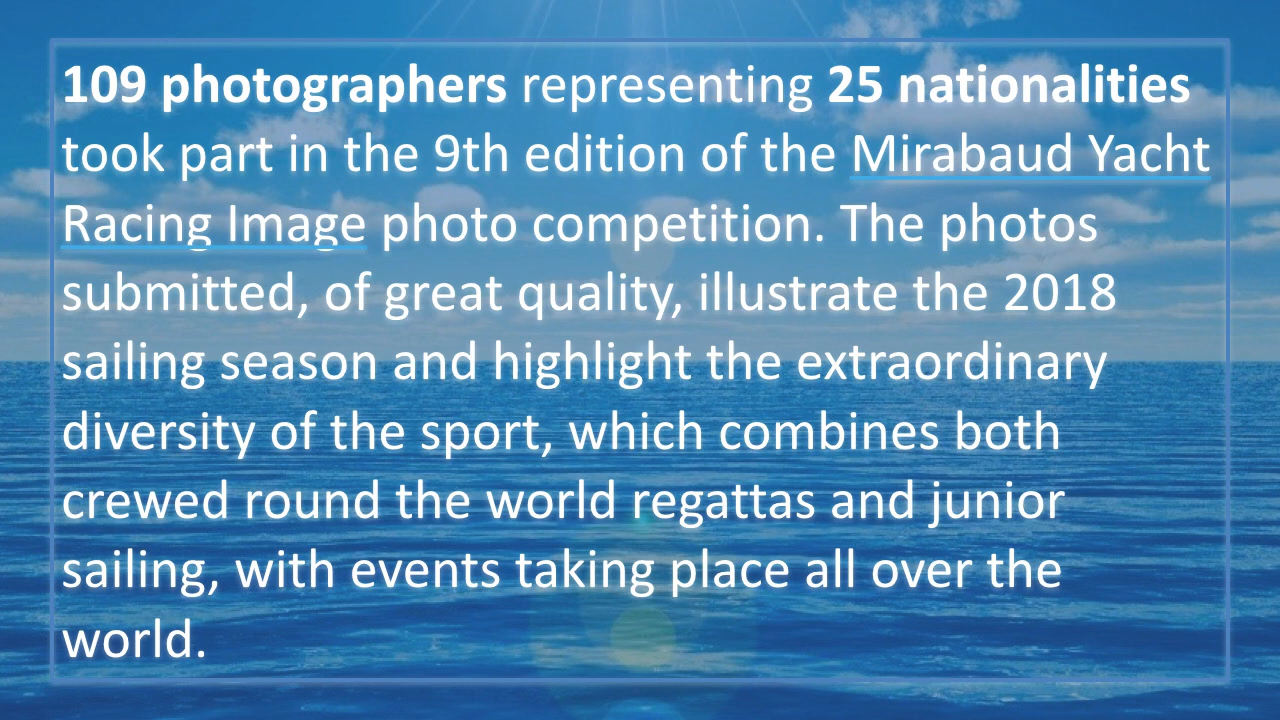 109 photographers representing 25 nationalities
took part in the 9th edition of the Mirabaud Yacht
Racing Image photo competition. The photos
submitted, of great quality, illustrate the 2018
sailing season and highlight the extraordinary
diversity of the sport, which combines both
crewed round the world regattas and junior
sailing, with events taking place all over the
world.